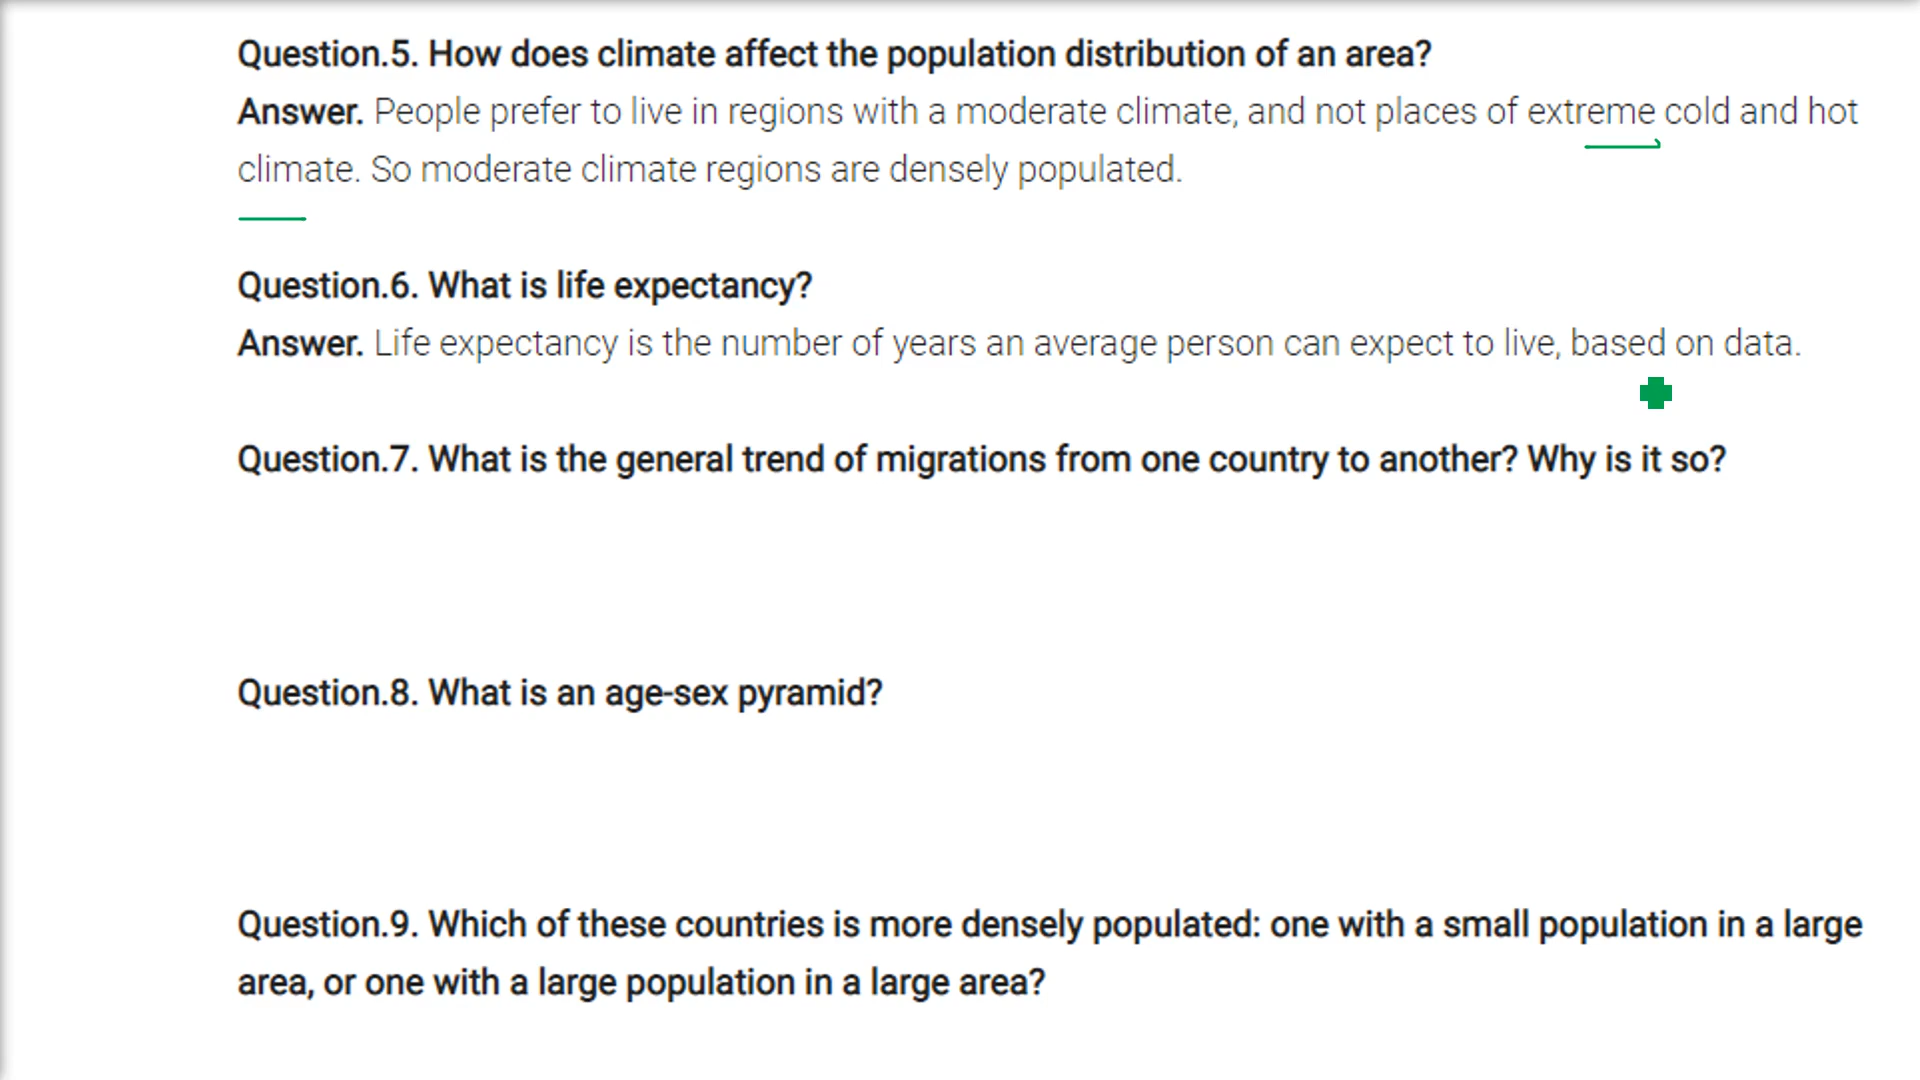 Question.5. How does climate affect the population distribution of an area?
Answer. People prefer to live in regions with a moderate climate, and not places of extreme cold and hot
climate. So moderate climate regions are densely populated.
Question.6. What is life expectancy?
Answer. Life expectancy is the number of years an average person can expect to live, based on data.
Question.7. What is the general trend of migrations from one country to another? Why is it so?
Question.8. What is an age-sex pyramid?
Question.9. Which of these countries is more densely populated: one with a small population in a large
area, or one with a large population in a large area?